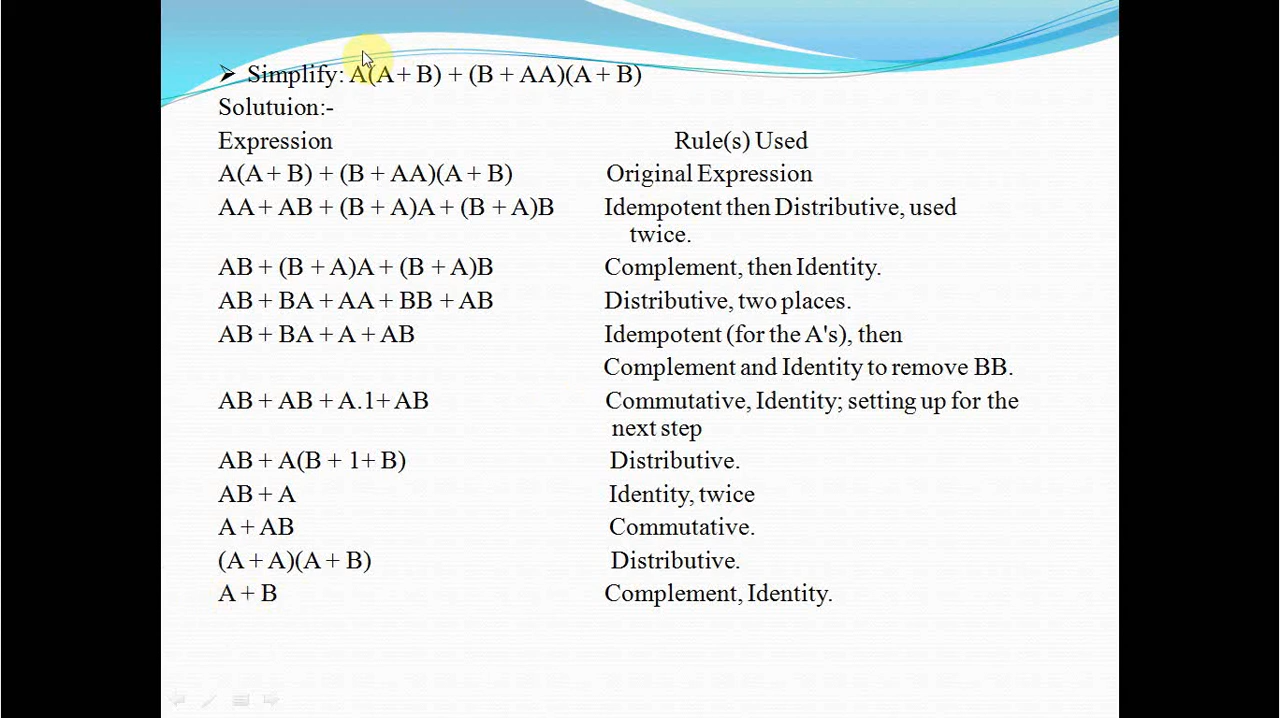 Simplify: A(A + B) + (B + AA)(A + B)
Solutuion:-
Expression Rule(s) Used
A(A + B) + (B + AA)(A + B) Original Expression
AA + AB + (B + A)A + (B + A)B Idempotent then Distributive, used
twice.
AB + (B + A)A + (B + A)B Complement, then Identity.
AB + BA + AA + BB + AB Distributive, two places.
AB + BA + A + AB Idempotent (for the A's), then
Complement and Identity to remove BB.
AB + AB + A.1+ AB Commutative, Identity; setting up for the
next step
AB + A(B + 1+ B) Distributive.
AB + A Identity, twice
A + AB Commutative.
(A + A)(A + B) Distributive.
A + B Complement, Identity.